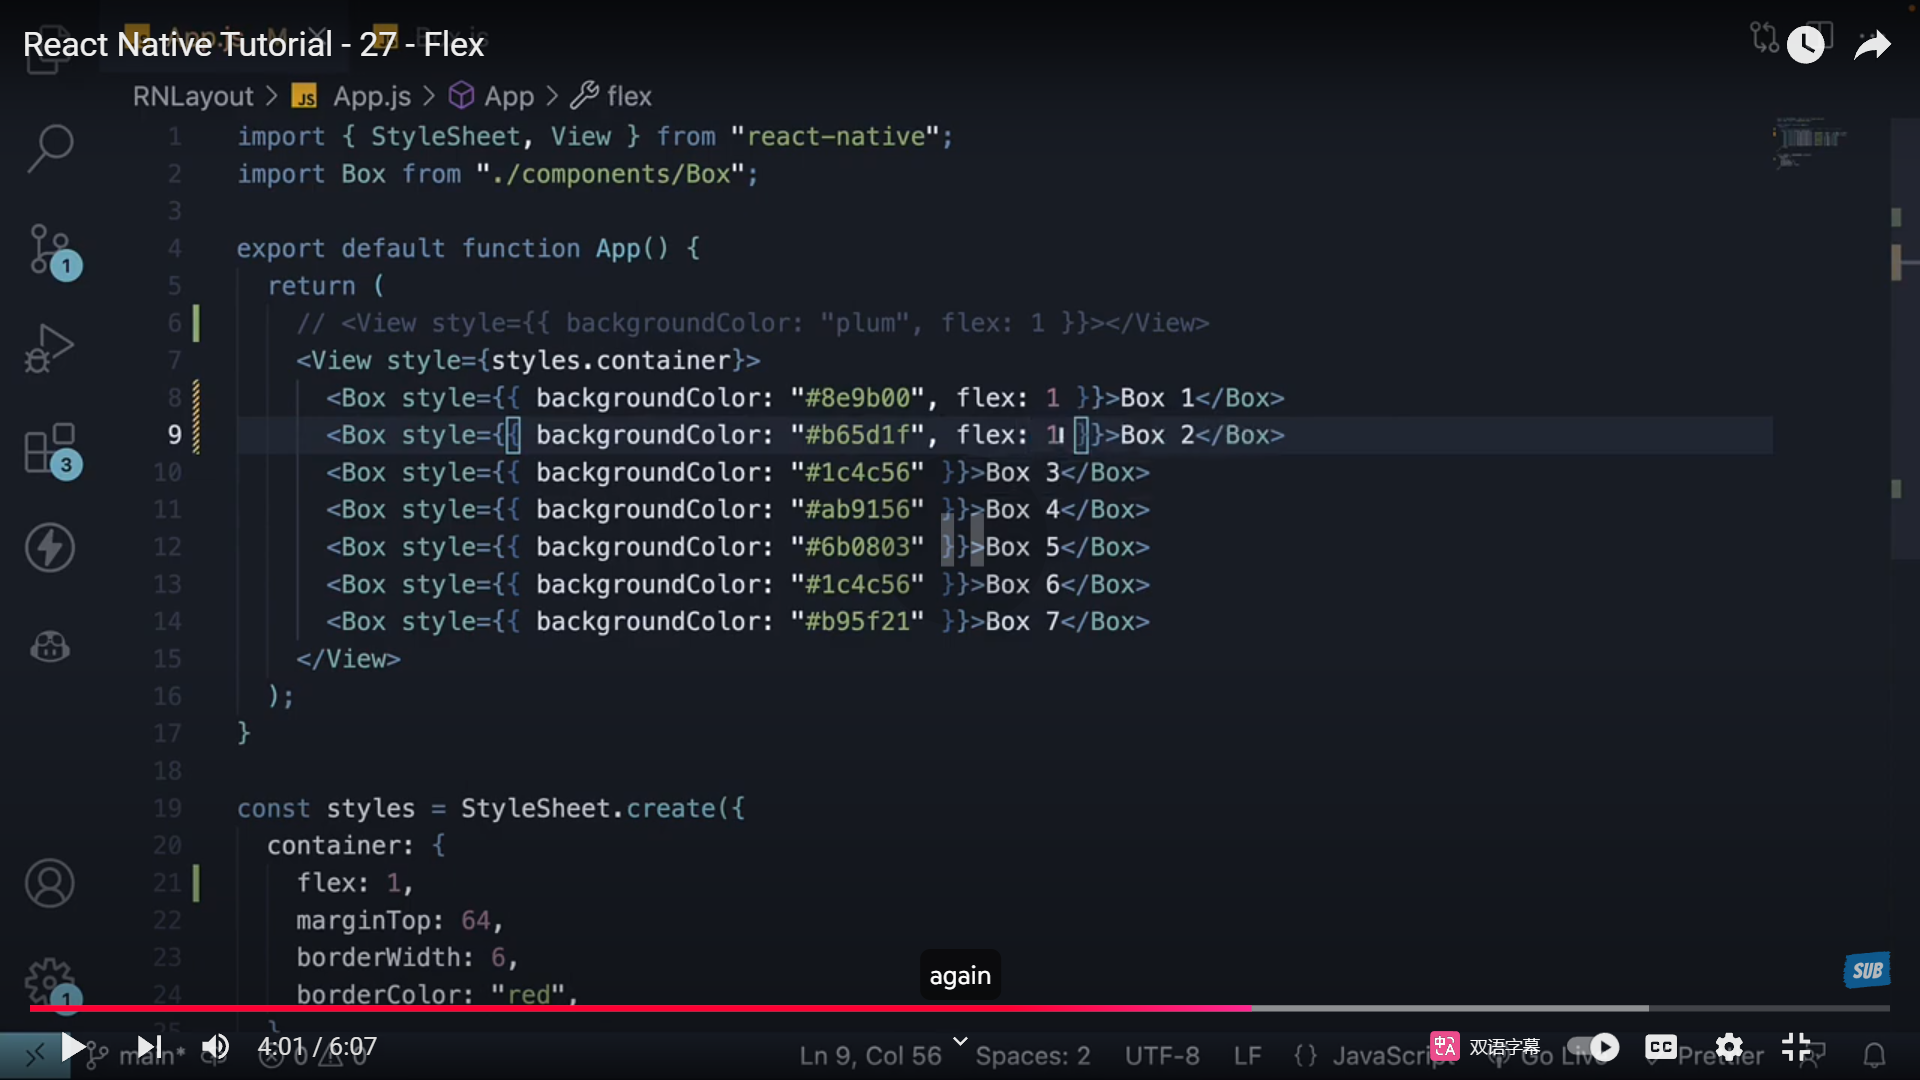 React Native Tutorial - 27 - Flex
RNLayout > JS App.js > App > flex
1 import { StyleSheet, View } from "react-native";
2 import Box from "./components/Box";
3
4 export default function App() {
5 return (
6 // <View style={{ backgroundColor: "plum", flex: 1 }}></View>
7 <View style={styles.container}>
8 <Box style={{ backgroundColor: "#8e9b00", flex: 1 }}>Box 1</Box>
9 <Box style={{ backgroundColor: "#b65d1f", flex: 1 }}>Box 2</Box>
10 <Box style={{ backgroundColor: "#1c4c56" }}>Box 3</Box>
11 <Box style={{ backgroundColor: "#ab9156" }}>Box 4</Box>
12 <Box style={{ backgroundColor: "#6b0803" }}>Box 5</Box>
13 <Box style={{ backgroundColor: "#1c4c56" }}>Box 6</Box>
14 <Box style={{ backgroundColor: "#b95f21" }}>Box 7</Box>
15 </View>
16 );
17 }
18
19 const styles = StyleSheet.create({
20 container: {
21 flex: 1,
22 marginTop: 64,
23 borderWidth: 6,
24 borderColor: "red",
25 }
1
3
1
again
SUB
4:01 / 6:07
main*
0 0
Ln 9, Col 56 Spaces: 2 UTF-8 LF {} JavaScript Go Live Prettier
双语字幕
CC